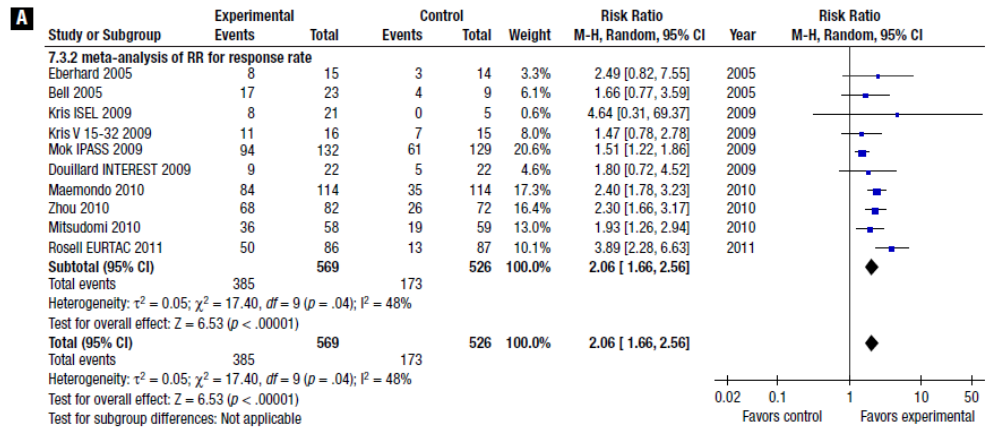 A
Experimental Control Risk Ratio Risk Ratio
Study or Subgroup Events Total Events Total Weight M-H, Random, 95% CI Year M-H, Random, 95% CI
7.3.2 meta-analysis of RR for response rate
Eberhard 2005 8 15 3 14 3.3% 2.49 [0.82, 7.55] 2005
Bell 2005 17 23 4 9 6.1% 1.66 [0.77, 3.59] 2005
Kris ISEL 2009 8 21 0 5 0.6% 4.64 [0.31, 69.37] 2009
Kris V 15-32 2009 11 16 7 15 8.0% 1.47 [0.78, 2.78] 2009
Mok IPASS 2009 94 132 61 129 20.6% 1.51 [1.22, 1.86] 2009
Douillard INTEREST 2009 9 22 5 22 4.6% 1.80 [0.72, 4.52] 2009
Maemondo 2010 84 114 35 114 17.3% 2.40 [1.78, 3.23] 2010
Zhou 2010 68 82 26 72 16.4% 2.30 [1.66, 3.17] 2010
Mitsudomi 2010 36 58 19 59 13.0% 1.93 [1.26, 2.94] 2010
Rosell EURTAC 2011 50 86 13 87 10.1% 3.89 [2.28, 6.63] 2011
Subtotal (95% CI) 569 526 100.0% 2.06 [ 1.66, 2.56]
Total events 385 173
Heterogeneity: τ² = 0.05; χ² = 17.40, df = 9 (p = .04); I² = 48%
Test for overall effect: Z = 6.53 (p < .00001)
Total (95% CI) 569 526 100.0% 2.06 [ 1.66, 2.56]
Total events 385 173
Heterogeneity: τ² = 0.05; χ² = 17.40, df = 9 (p = .04); I² = 48%
Test for overall effect: Z = 6.53 (p < .00001)
Test for subgroup differences: Not applicable
0.02 0.1 1 10 50
Favors control Favors experimental